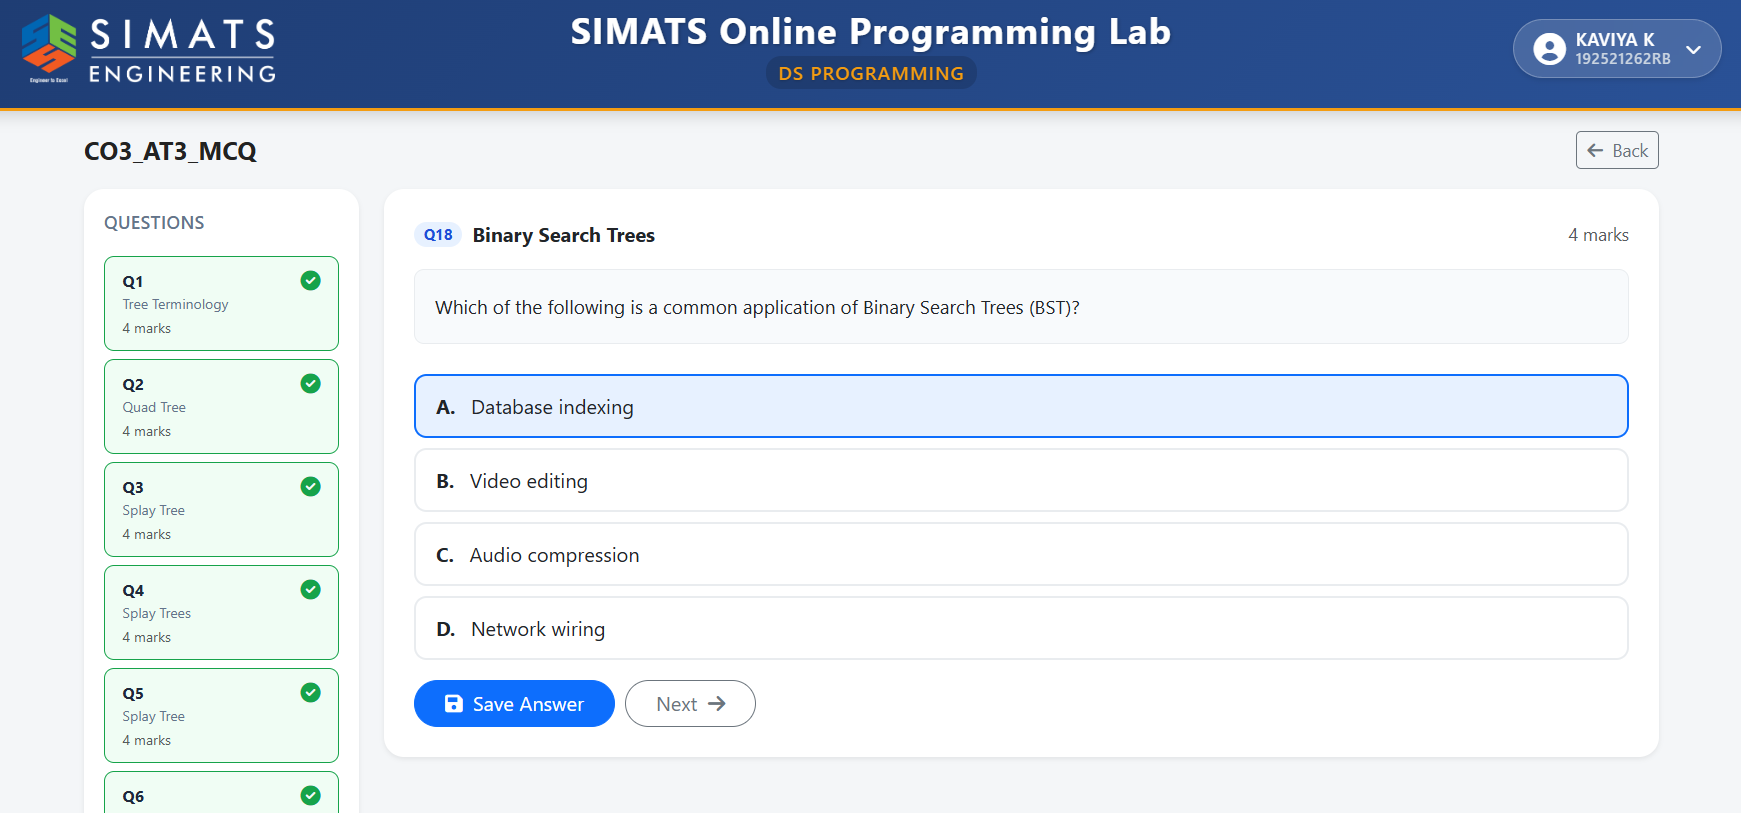 SIMATS
ENGINEERING
Engineer to Excel
SIMATS Online Programming Lab
DS PROGRAMMING
KAVIYA K
192521262RB
CO3_AT3_MCQ
Back
QUESTIONS
Q1
Tree Terminology
4 marks
Q2
Quad Tree
4 marks
Q3
Splay Tree
4 marks
Q4
Splay Trees
4 marks
Q5
Splay Tree
4 marks
Q6
Q18 Binary Search Trees 4 marks
Which of the following is a common application of Binary Search Trees (BST)?
A. Database indexing
B. Video editing
C. Audio compression
D. Network wiring
Save Answer Next